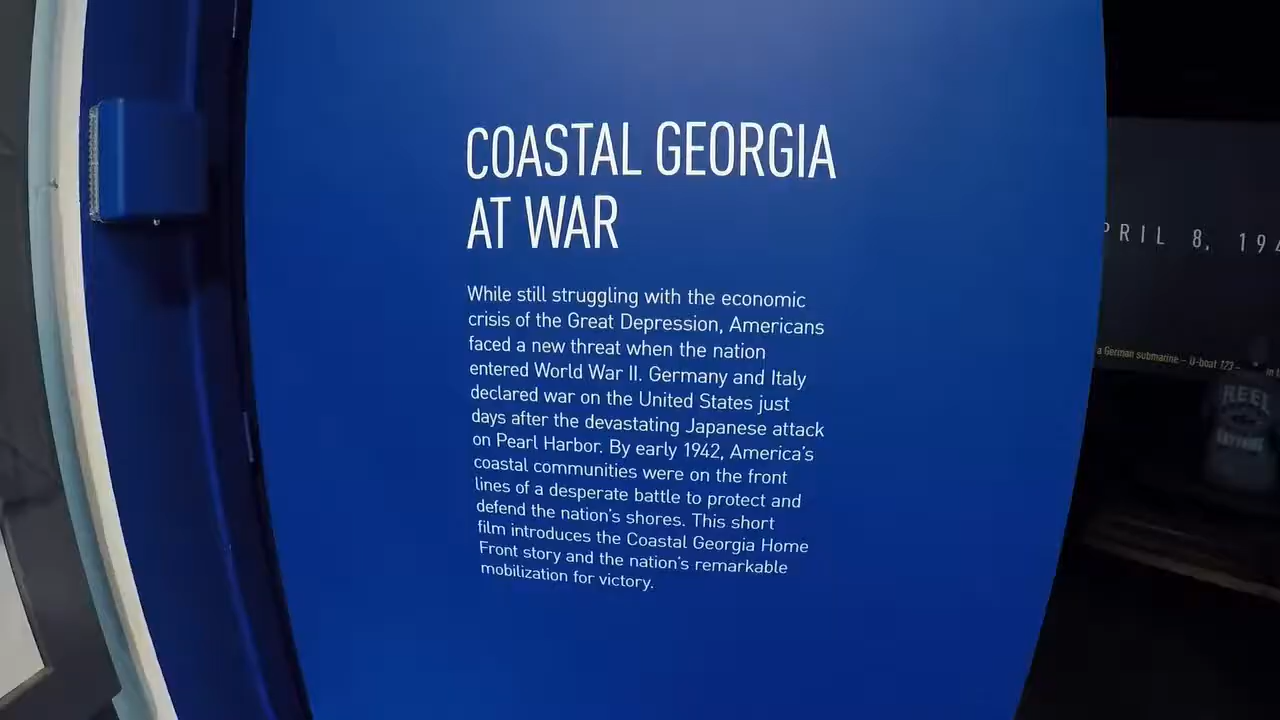 COASTAL GEORGIA
AT WAR
While still struggling with the economic
crisis of the Great Depression, Americans
faced a new threat when the nation
entered World War II. Germany and Italy
declared war on the United States just
days after the devastating Japanese attack
on Pearl Harbor. By early 1942, America's
coastal communities were on the front
lines of a desperate battle to protect and
defend the nation's shores. This short
film introduces the Coastal Georgia Home
Front story and the nation's remarkable
mobilization for victory.
PRIL 8, 194
a German submarine – U-boat 123 – in t
REEL